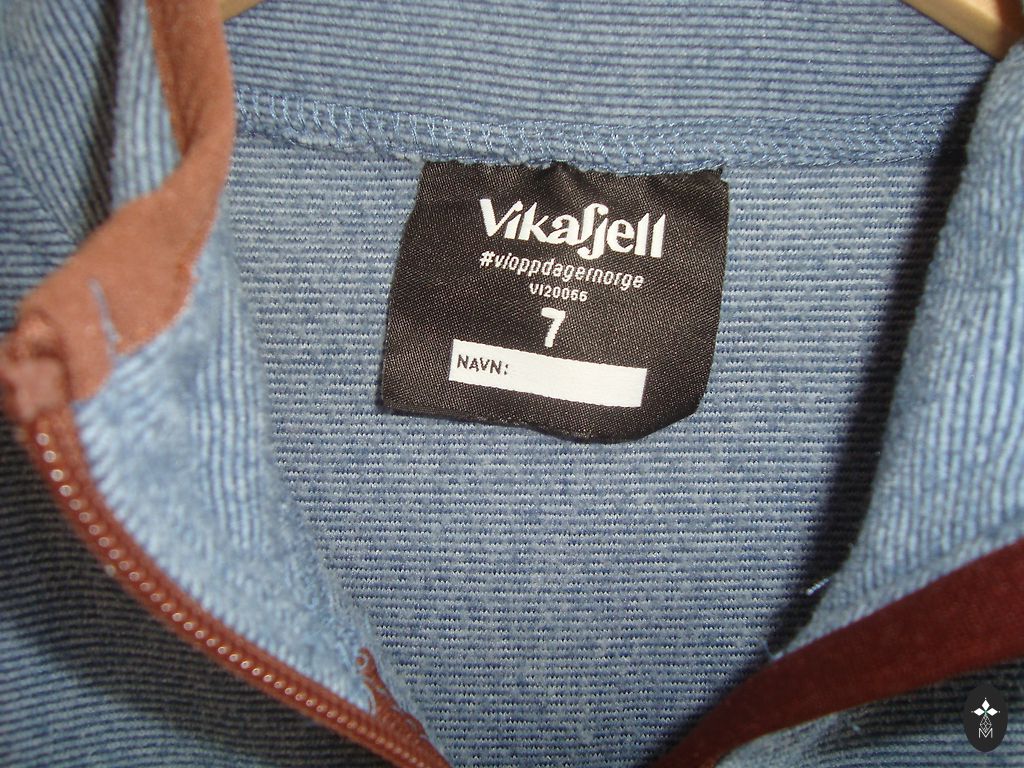 Vikafjell
#vioppdagernorge
VI20066
7
NAVN:
M